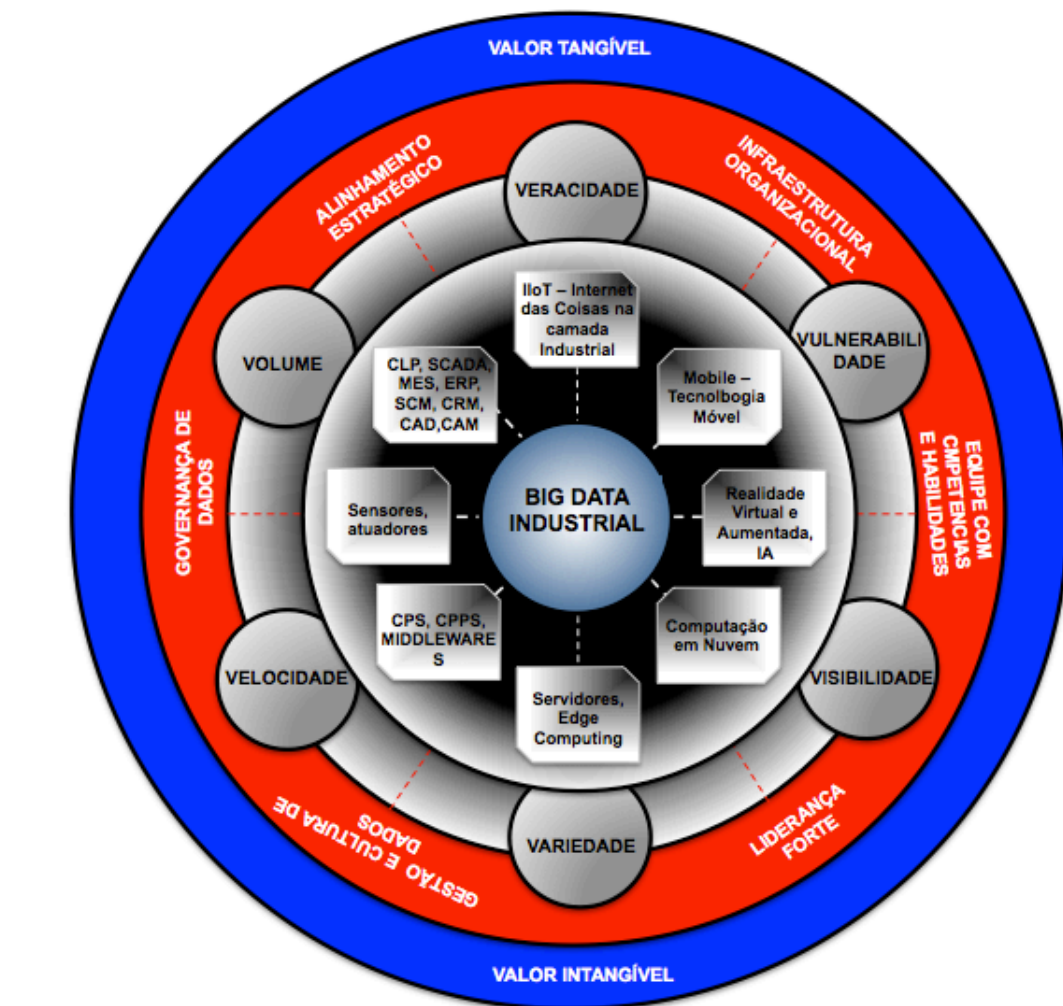 VALOR TANGÍVEL
ALINHAMENTO
ESTRATÉGICO
INFRAESTRUTURA
ORGANIZACIONAL
VERACIDADE
IIoT – Internet
das Coisas na
camada
Industrial
VOLUME
CLP, SCADA,
MES, ERP,
SCM, CRM,
CAD,CAM
Mobile –
Tecnolbogia
Móvel
VULNERABILI
DADE
GOVERNANÇA DE
DADOS
Sensores,
atuadores
BIG DATA
INDUSTRIAL
Realidade
Virtual e
Aumentada,
IA
EQUIPE COM
CMPETENCIAS
E HABILIDADES
CPS, CPPS,
MIDDLEWARE
S
Computação
em Nuvem
VELOCIDADE
VISIBILIDADE
Servidores,
Edge
Computing
GESTÃO E CULTURA DE
DADOS
VARIEDADE
LIDERANÇA
FORTE
VALOR INTANGÍVEL